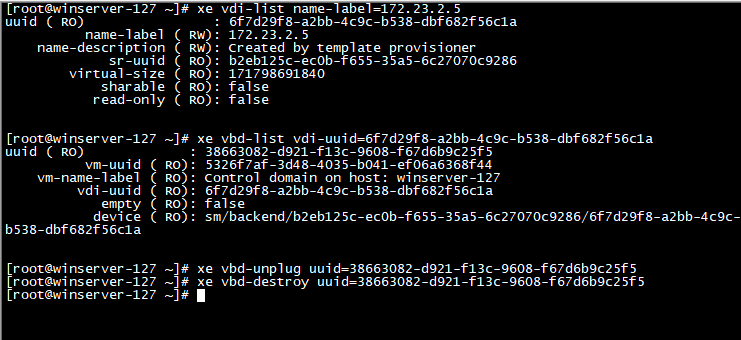 [root@winserver-127 ~]# xe vdi-list name-label=172.23.2.5
uuid ( RO)                : 6f7d29f8-a2bb-4c9c-b538-dbf682f56c1a
          name-label ( RW): 172.23.2.5
    name-description ( RW): Created by template provisioner
             sr-uuid ( RO): b2eb125c-ec0b-f655-35a5-6c27070c9286
        virtual-size ( RO): 171798691840
            sharable ( RO): false
           read-only ( RO): false
[root@winserver-127 ~]# xe vbd-list vdi-uuid=6f7d29f8-a2bb-4c9c-b538-dbf682f56c1a
uuid ( RO)             : 38663082-d921-f13c-9608-f67d6b9c25f5
          vm-uuid ( RO): 5326f7af-3d48-4035-b041-ef06a6368f44
    vm-name-label ( RO): Control domain on host: winserver-127
         vdi-uuid ( RO): 6f7d29f8-a2bb-4c9c-b538-dbf682f56c1a
            empty ( RO): false
           device ( RO): sm/backend/b2eb125c-ec0b-f655-35a5-6c27070c9286/6f7d29f8-a2bb-4c9c-
b538-dbf682f56c1a
[root@winserver-127 ~]# xe vbd-unplug uuid=38663082-d921-f13c-9608-f67d6b9c25f5
[root@winserver-127 ~]# xe vbd-destroy uuid=38663082-d921-f13c-9608-f67d6b9c25f5
[root@winserver-127 ~]#